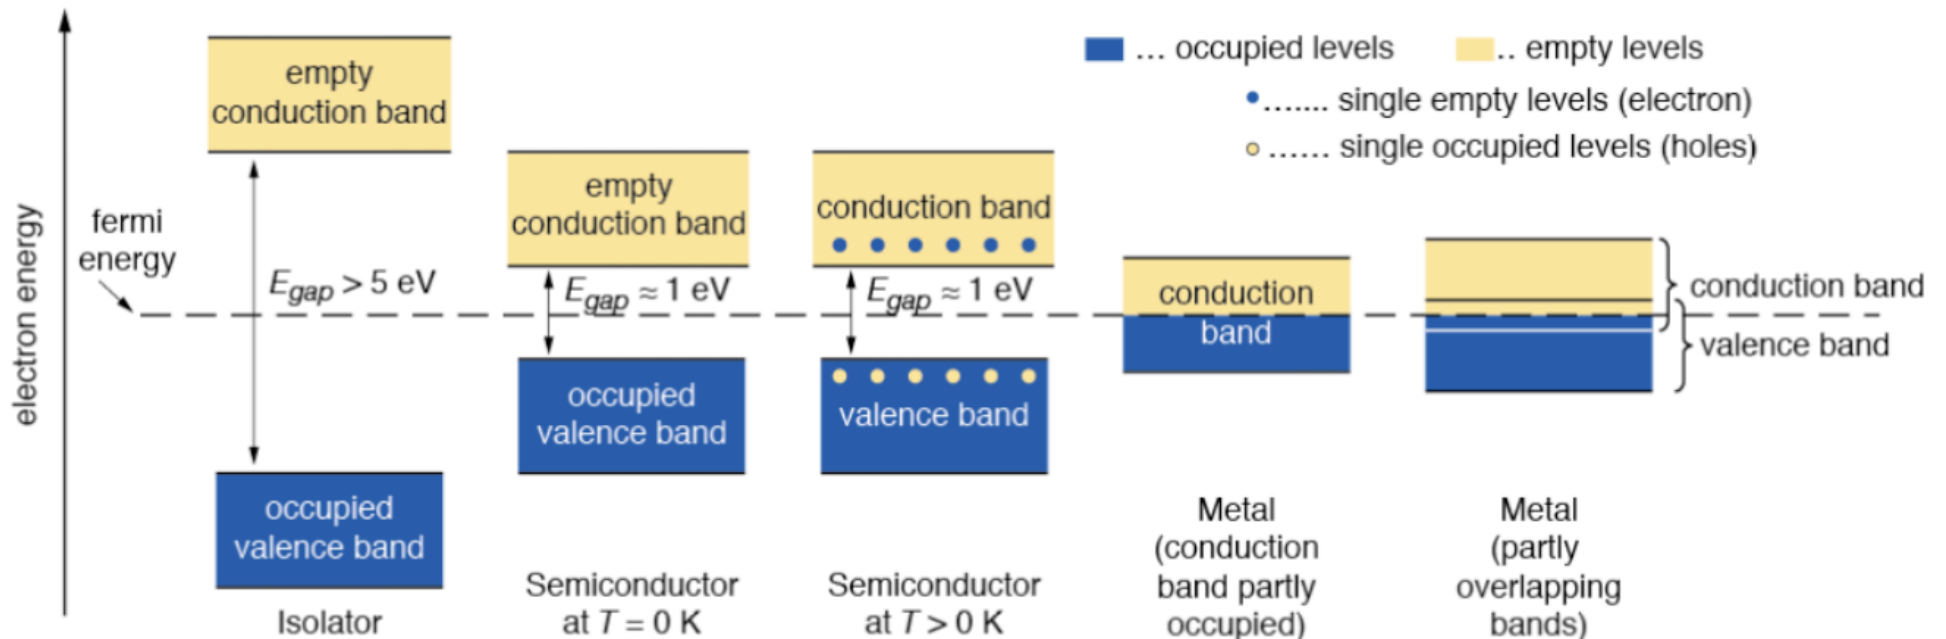 electron energy
fermi
energy
empty
conduction band
E_gap > 5 eV
occupied
valence band
Isolator
empty
conduction band
E_gap ≈ 1 eV
occupied
valence band
Semiconductor
at T = 0 K
conduction band
E_gap ≈ 1 eV
valence band
Semiconductor
at T > 0 K
... occupied levels
.. empty levels
....... single empty levels (electron)
...... single occupied levels (holes)
conduction
band
Metal
(conduction
band partly
occupied)
conduction band
valence band
Metal
(partly
overlapping
bands)